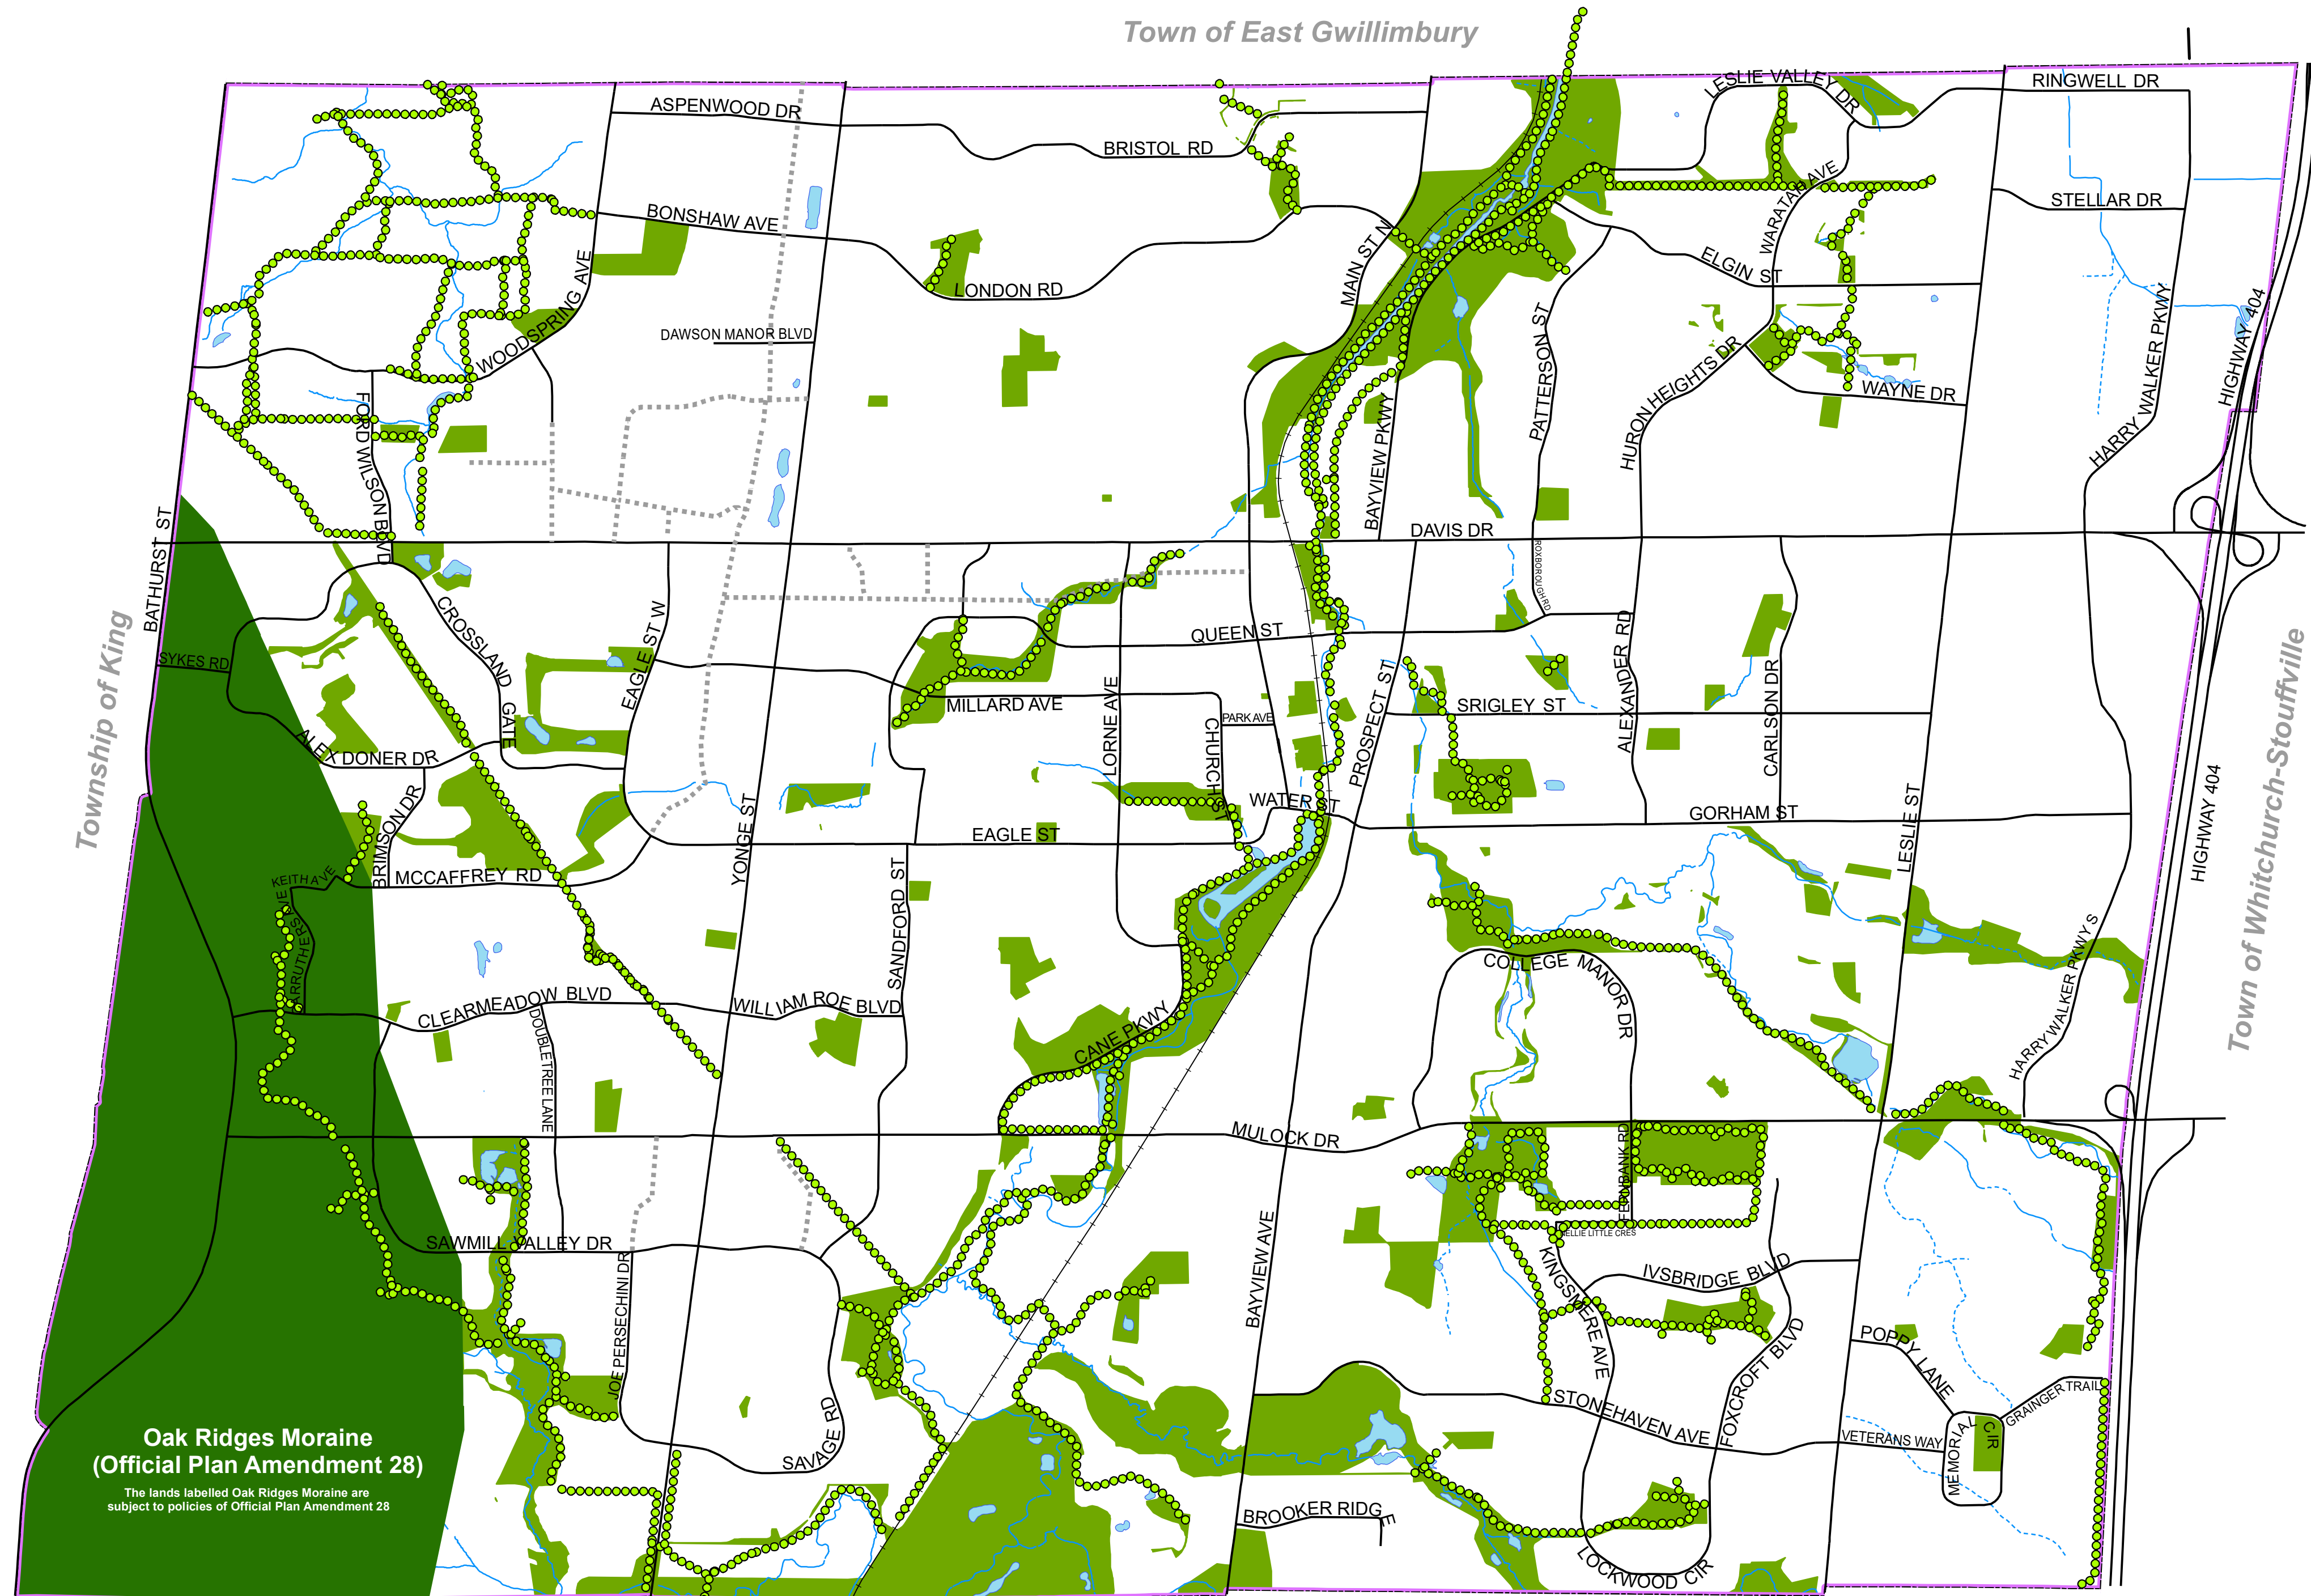 Town of East Gwillimbury
LESLIE VALLEY DR
RINGWELL DR
ASPENWOOD DR
BRISTOL RD
WARATAH AVE
STELLAR DR
BONSHAW AVE
MAIN ST N
ELGIN ST
LONDON RD
WOODSPRING AVE
DAWSON MANOR BLVD
PATTERSON ST
HURON HEIGHTS DR
HARRY WALKER PKWY
HIGHWAY 404
WAYNE DR
FORD WILSON BLVD
BAYVIEW PKWY
DAVIS DR
BATHURST ST
ROXBOROUGH RD
Township of King
CROSSLAND GATE
EAGLE ST W
QUEEN ST
ALEXANDER RD
SYKES RD
MILLARD AVE
LORNE AVE
PARK AVE
CHURCH ST
PROSPECT ST
SRIGLEY ST
CARLSON DR
Town of Whitchurch-Stouffville
ALEX DONER DR
HIGHWAY 404
BRIMSON DR
YONGE ST
WATER ST
EAGLE ST
GORHAM ST
LESLIE ST
KEITH AVE
MCCAFFREY RD
SANDFORD ST
CARRUTHERS AVE
COLLEGE MANOR DR
HARRY WALKER PKWY S
CLEARMEADOW BLVD
WILLIAM ROE BLVD
DOUBLETREE LANE
CANE PKWY
MULOCK DR
FERNBANK RD
NELLIE LITTLE CRES
SAWMILL VALLEY DR
JOE PERSECHINI DR
BAYVIEW AVE
KINGSMERE AVE
IVSBRIDGE BLVD
FOXCROFT BLVD
POPPY LANE
GRAINGER TRAIL
STONEHAVEN AVE
VETERANS WAY
MEMORIAL CIR
SAVAGE RD
Oak Ridges Moraine
(Official Plan Amendment 28)
The lands labelled Oak Ridges Moraine are
subject to policies of Official Plan Amendment 28
BROOKER RIDGE
LOCKWOOD CIR